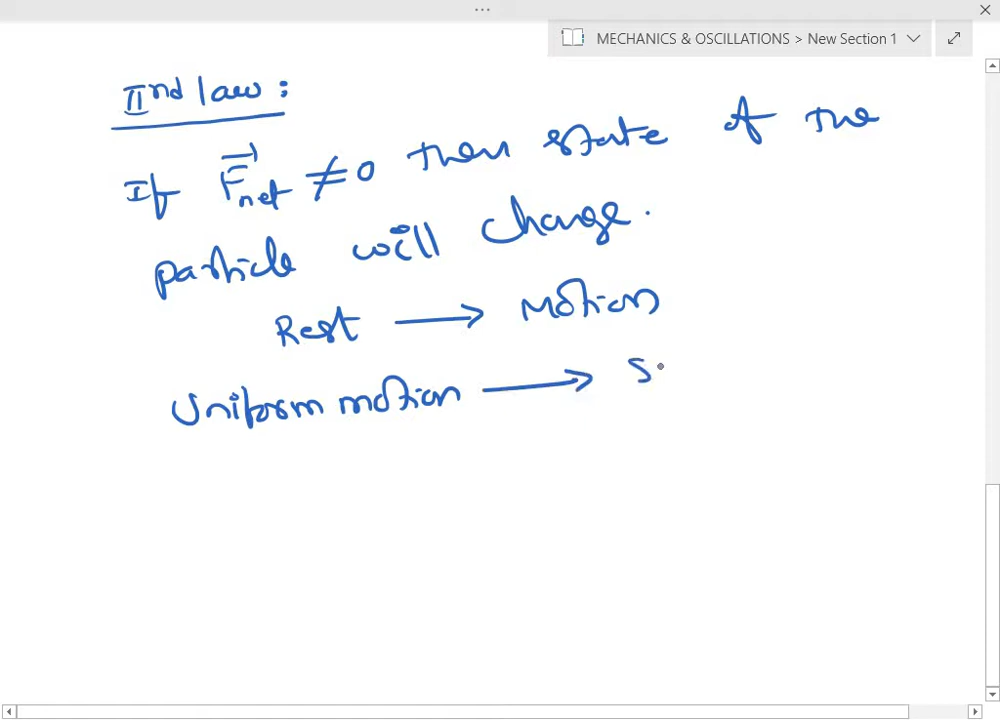 MECHANICS & OSCILLATIONS > New Section 1
IInd law:
If F⃗net ≠ 0 then state of the
particle will change.
Rest → Motion
Uniform motion → S